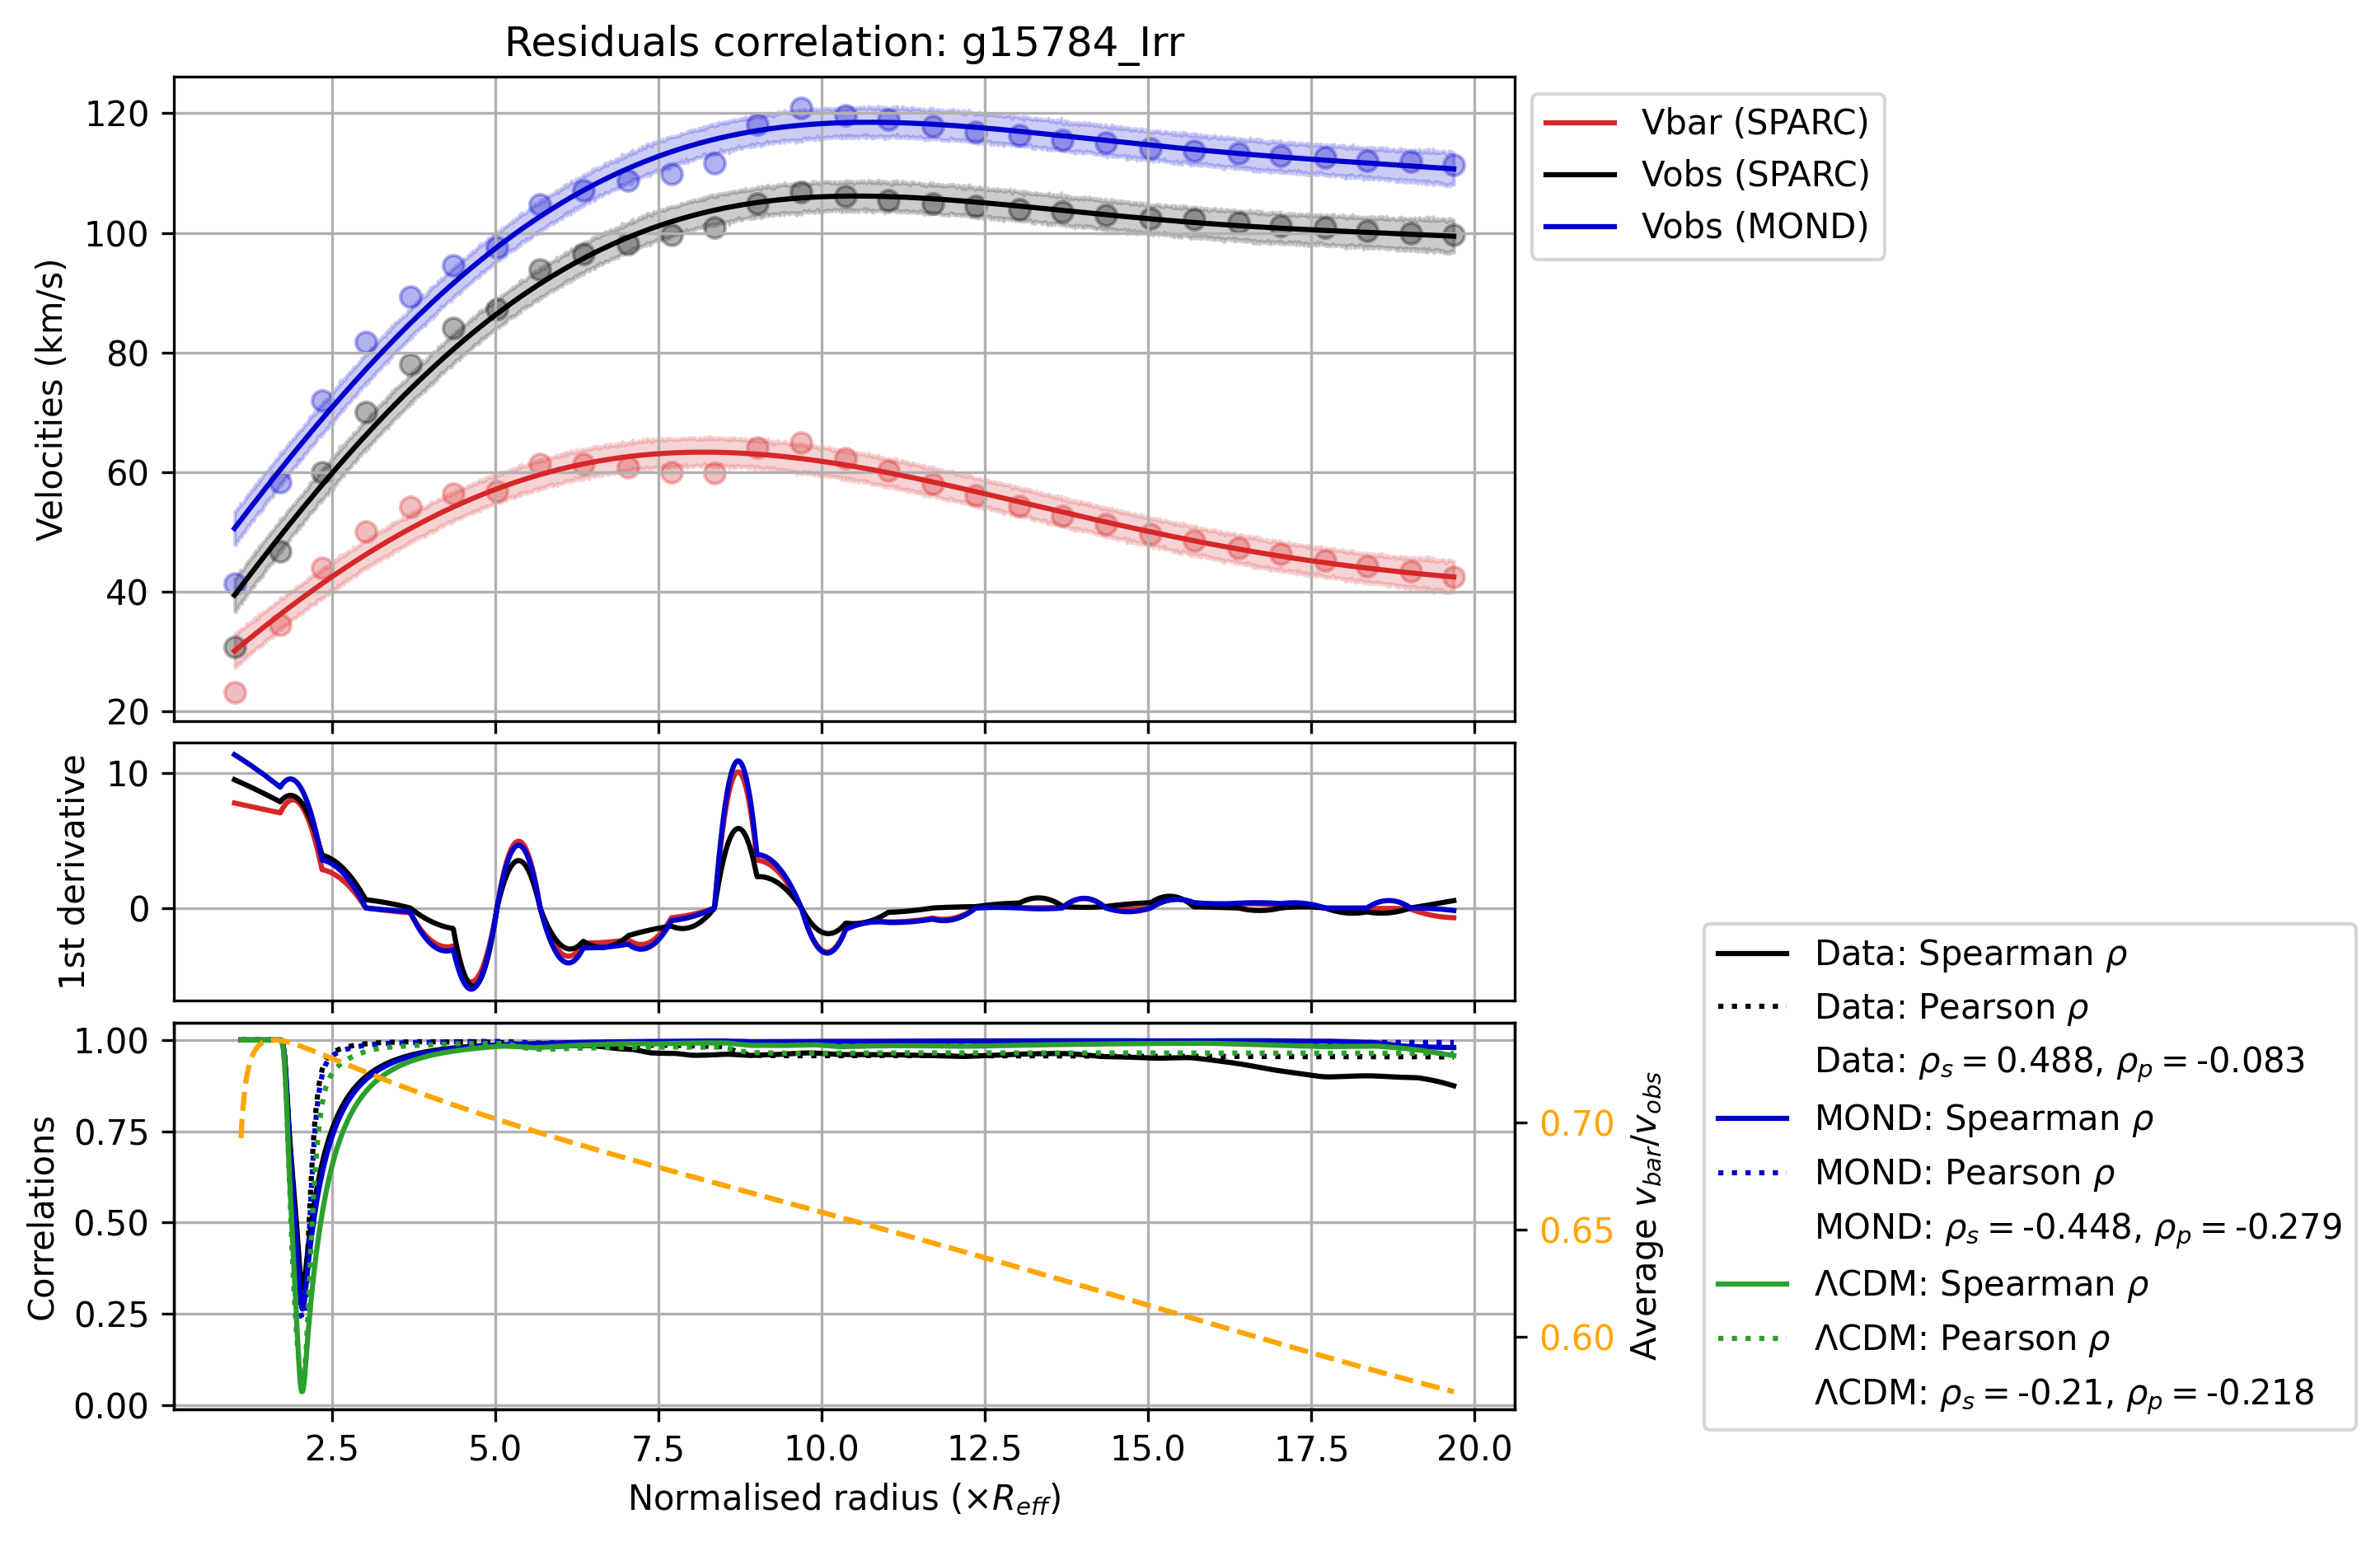 Residuals correlation: g15784_Irr
120
100
80
60
40
20
Velocities (km/s)
Vbar (SPARC)
Vobs (SPARC)
Vobs (MOND)
10
0
1st derivative
1.00
0.75
0.50
0.25
0.00
Correlations
0.70
0.65
0.60
Average v_bar/v_obs
2.5 5.0 7.5 10.0 12.5 15.0 17.5 20.0
Normalised radius (×R_eff)
Data: Spearman ρ
Data: Pearson ρ
Data: ρ_s = 0.488, ρ_p = -0.083
MOND: Spearman ρ
MOND: Pearson ρ
MOND: ρ_s = -0.448, ρ_p = -0.279
ΛCDM: Spearman ρ
ΛCDM: Pearson ρ
ΛCDM: ρ_s = -0.21, ρ_p = -0.218